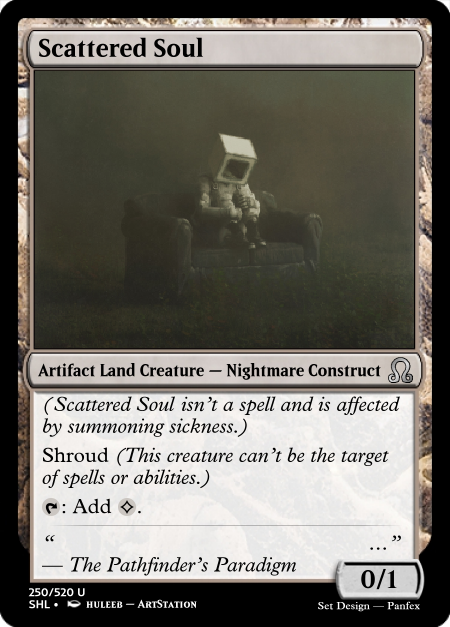 Scattered Soul
Artifact Land Creature — Nightmare Construct
(Scattered Soul isn't a spell and is affected
by summoning sickness.)
Shroud (This creature can't be the target
of spells or abilities.)
: Add .
“ …”
— The Pathfinder's Paradigm
0/1
250/520 U
SHL • HULEEB — ARTSTATION
Set Design — Panfex